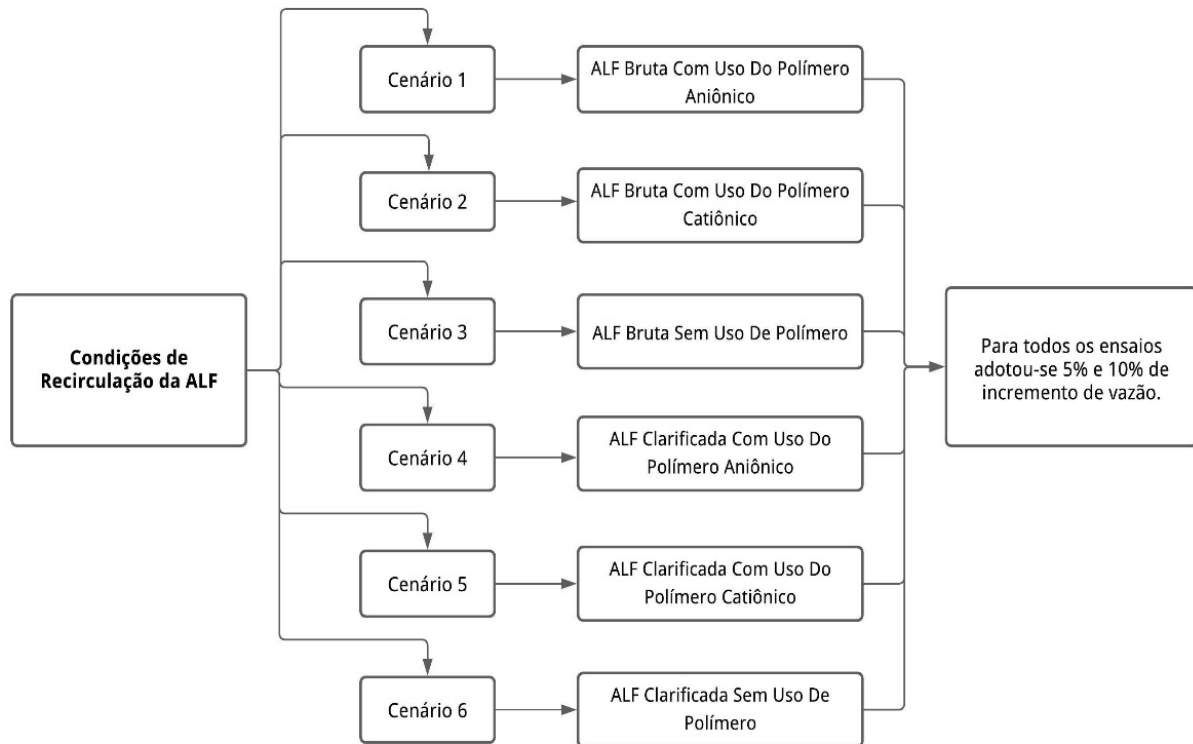 Condições de
Recirculação da ALF
Cenário 1
ALF Bruta Com Uso Do Polímero
Aniônico
Cenário 2
ALF Bruta Com Uso Do Polímero
Catiônico
Cenário 3
ALF Bruta Sem Uso De Polímero
Cenário 4
ALF Clarificada Com Uso Do
Polímero Aniônico
Cenário 5
ALF Clarificada Com Uso Do
Polímero Catiônico
Cenário 6
ALF Clarificada Sem Uso De
Polímero
Para todos os ensaios
adotou-se 5% e 10% de
incremento de vazão.